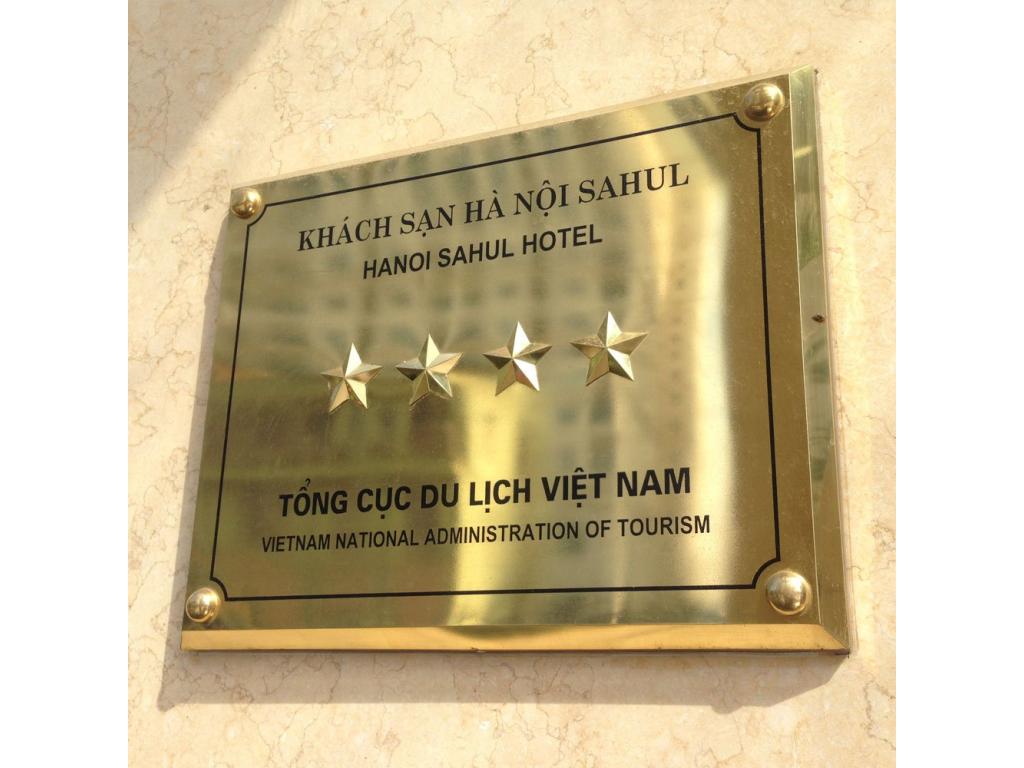 KHÁCH SẠN HÀ NỘI SAHUL
HANOI SAHUL HOTEL
TỔNG CỤC DU LỊCH VIỆT NAM
VIETNAM NATIONAL ADMINISTRATION OF TOURISM